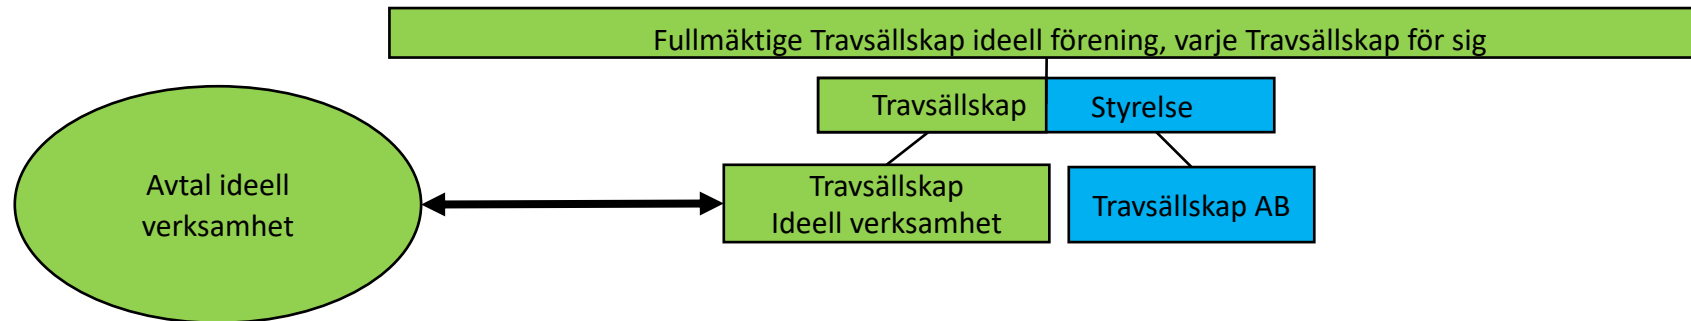 Fullmäktige Travsällskap ideell förening, varje Travsällskap för sig
Travsällskap
Styrelse
Avtal ideell
verksamhet
Travsällskap
Ideell verksamhet
Travsällskap AB